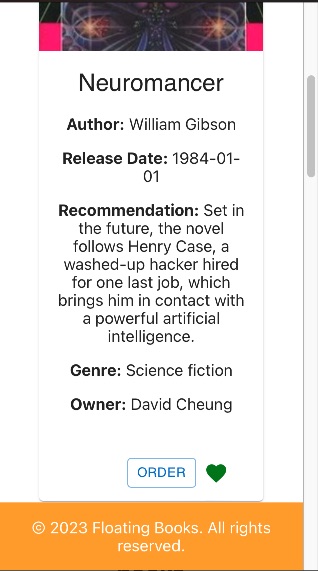 Neuromancer
Author: William Gibson
Release Date: 1984-01-
01
Recommendation: Set in
the future, the novel
follows Henry Case, a
washed-up hacker hired
for one last job, which
brings him in contact with
a powerful artificial
intelligence.
Genre: Science fiction
Owner: David Cheung
ORDER
© 2023 Floating Books. All rights
reserved.